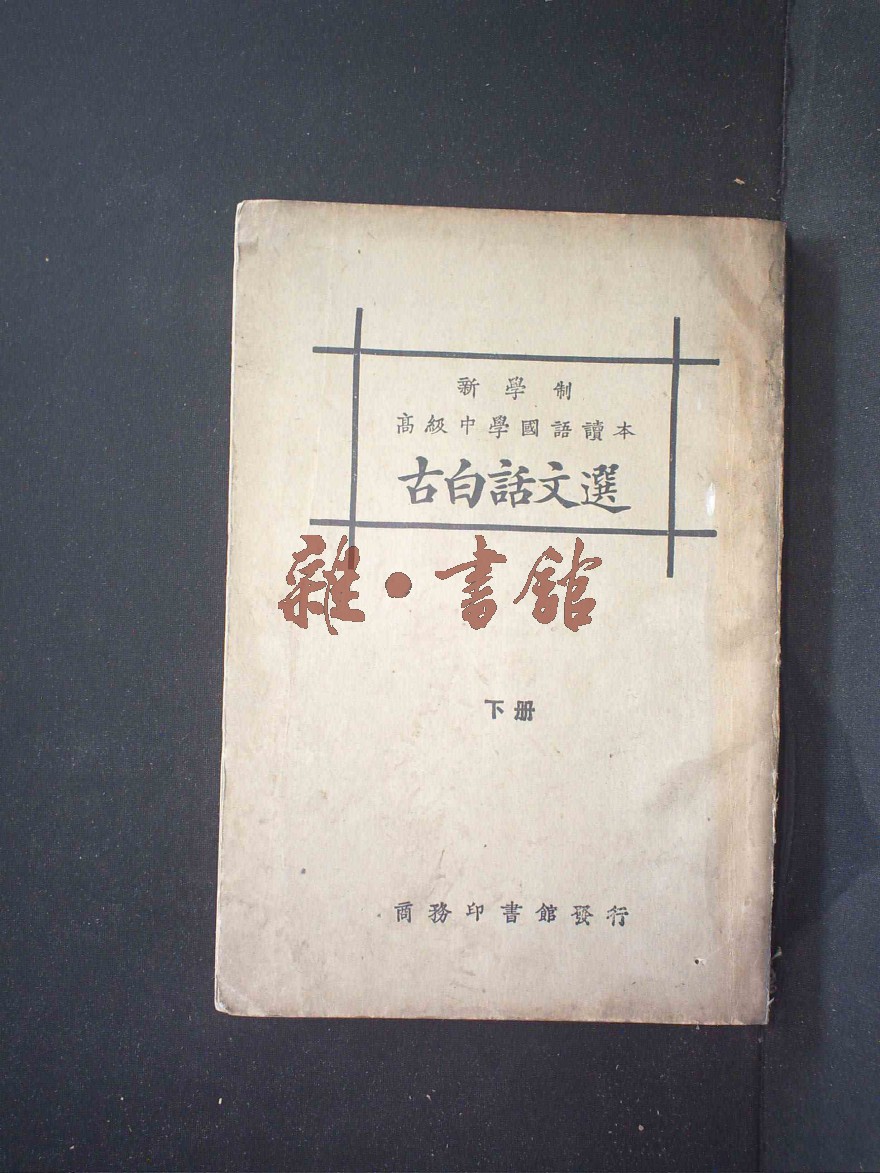 新學制
高級中學國語讀本
古白話文選
雜·書館
下册
商務印書館發行